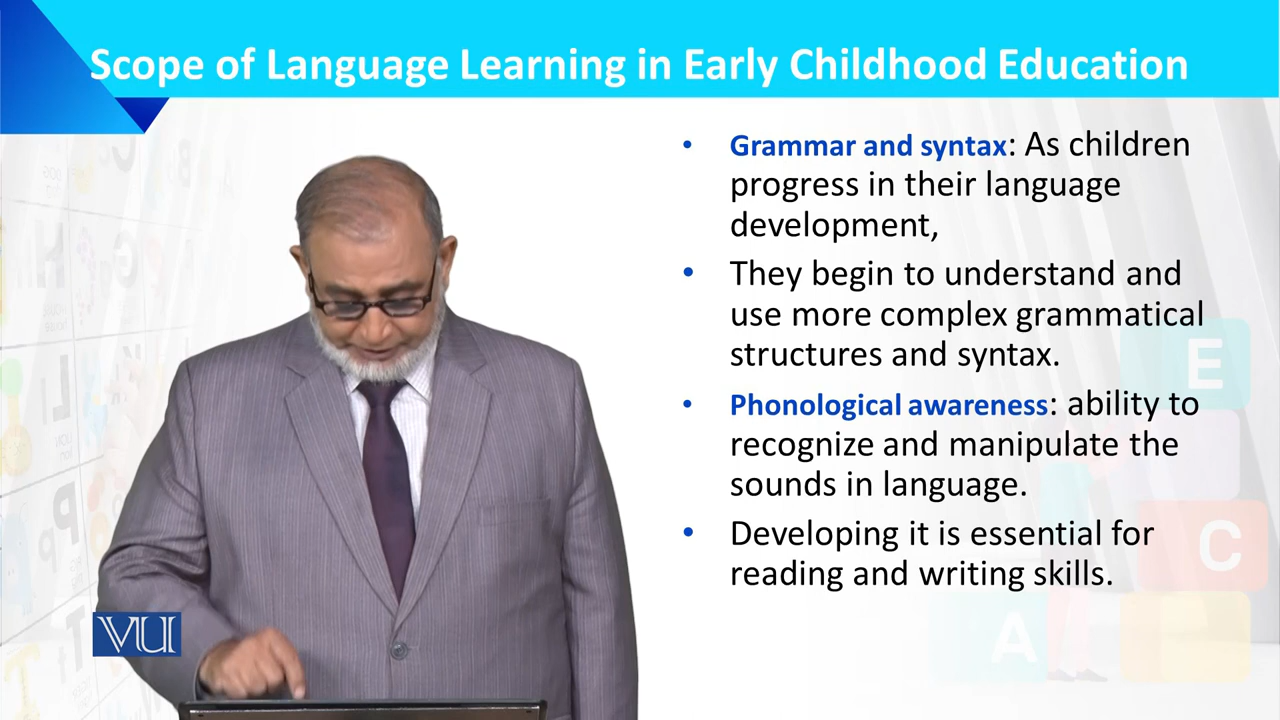 Scope of Language Learning in Early Childhood Education
• Grammar and syntax: As children
progress in their language
development,
• They begin to understand and
use more complex grammatical
structures and syntax.
• Phonological awareness: ability to
recognize and manipulate the
sounds in language.
• Developing it is essential for
reading and writing skills.
VU
E
C
A